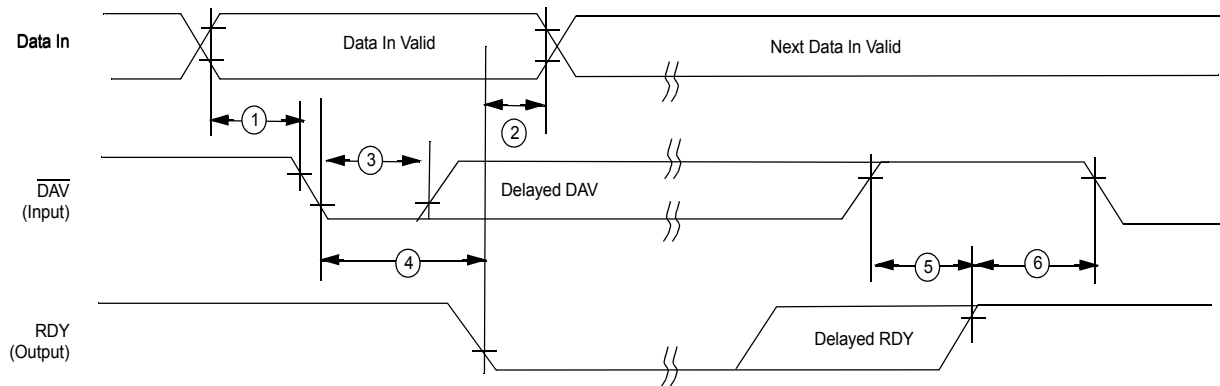 Data In
Data In Valid
Next Data In Valid
1
2
3
DAV
(Input)
Delayed DAV
4
5
6
RDY
(Output)
Delayed RDY